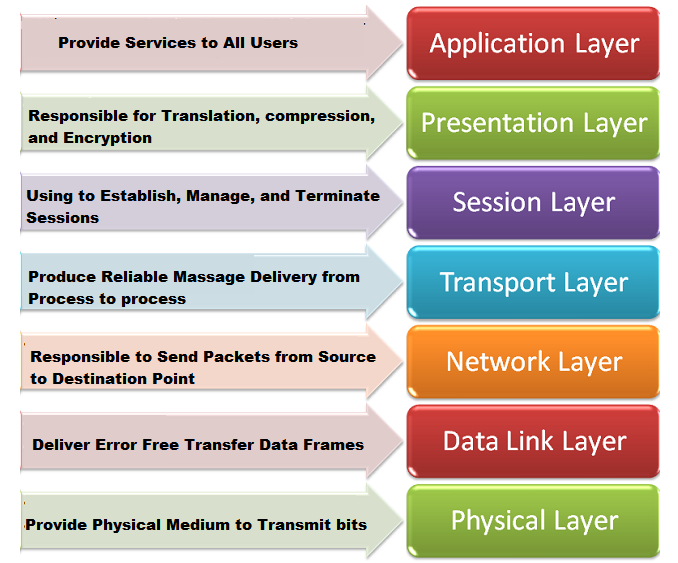 Provide Services to All Users
Application Layer
Responsible for Translation, compression,
and Encryption
Presentation Layer
Using to Establish, Manage, and Terminate
Sessions
Session Layer
Produce Reliable Massage Delivery from
Process to process
Transport Layer
Responsible to Send Packets from Source
to Destination Point
Network Layer
Deliver Error Free Transfer Data Frames
Data Link Layer
Provide Physical Medium to Transmit bits
Physical Layer